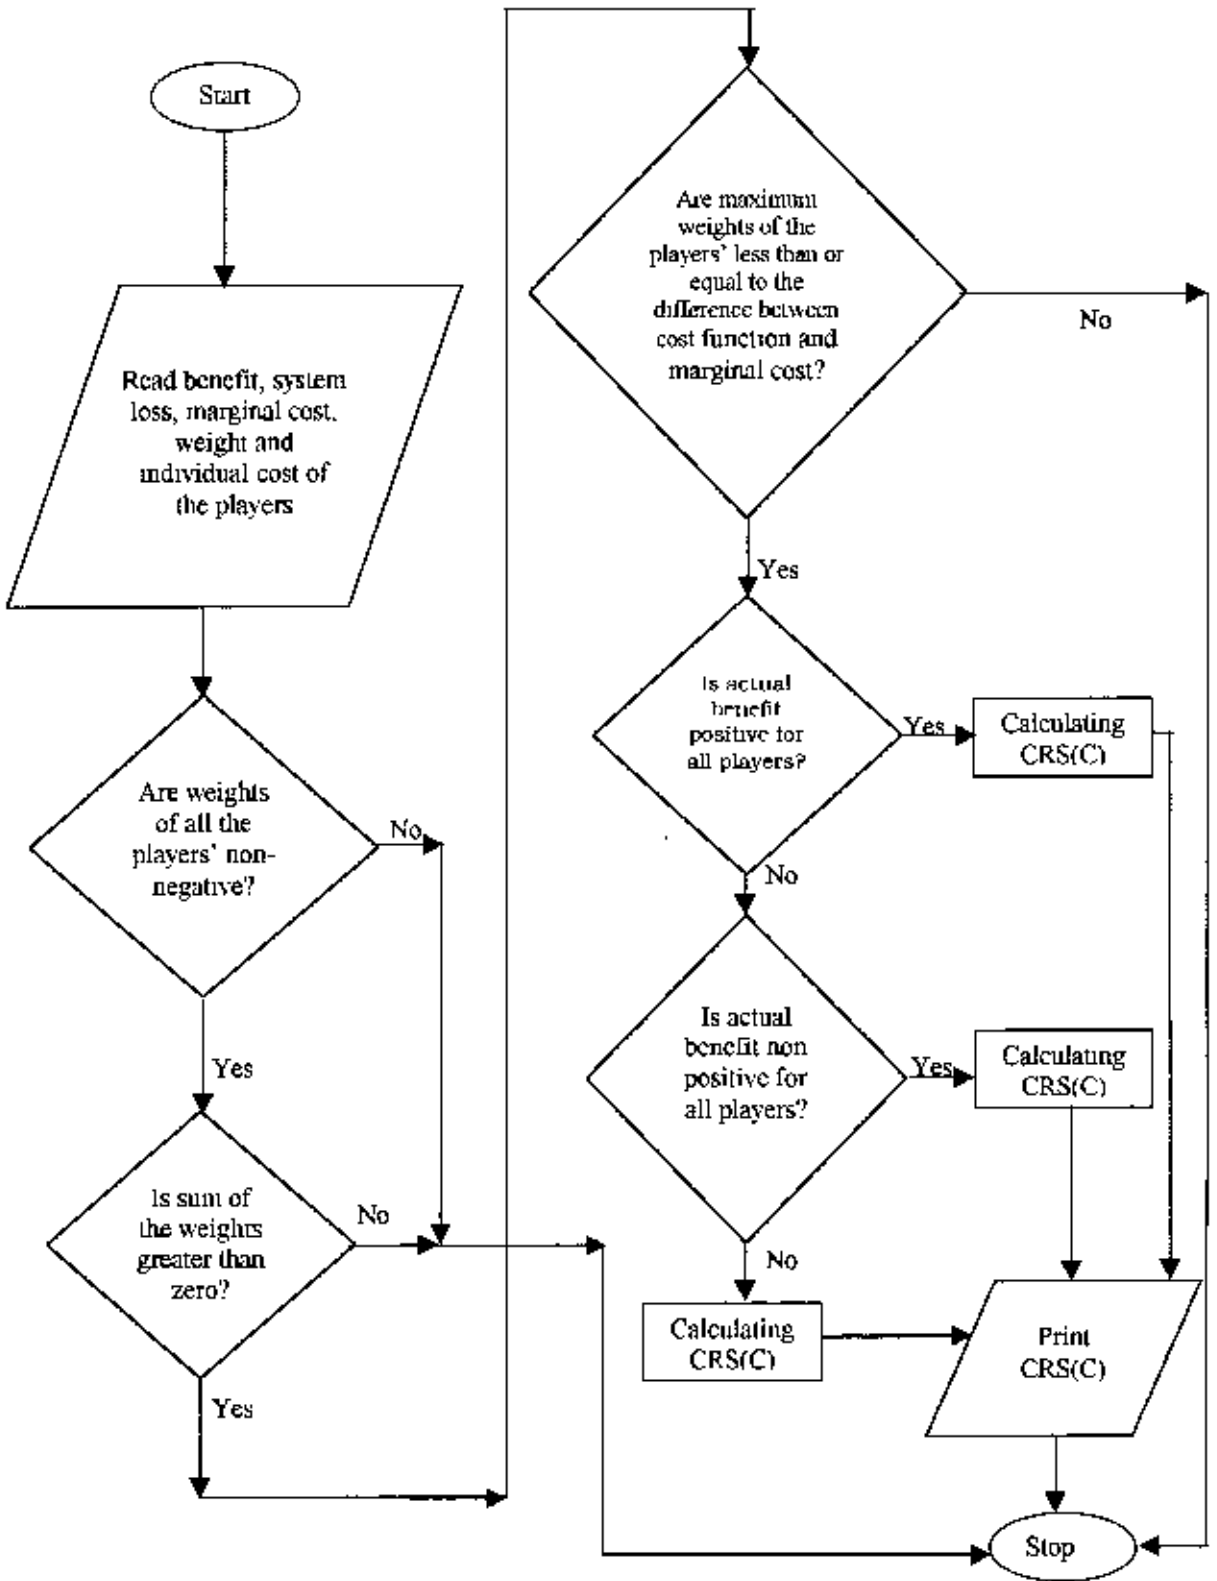 Start
Read benefit, system
loss, marginal cost,
weight and
individual cost of
the players
Are weights
of all the
players' non-
negative?
No
Yes
Is sum of
the weights
greater than
zero?
No
Yes
Are maximum
weights of the
players' less than or
equal to the
difference between
cost function and
marginal cost?
No
Yes
Is actual
benefit
positive for
all players?
Yes
Calculating
CRS(C)
No
Is actual
benefit non
positive for
all players?
Yes
Calculating
CRS(C)
No
Calculating
CRS(C)
Print
CRS(C)
Stop